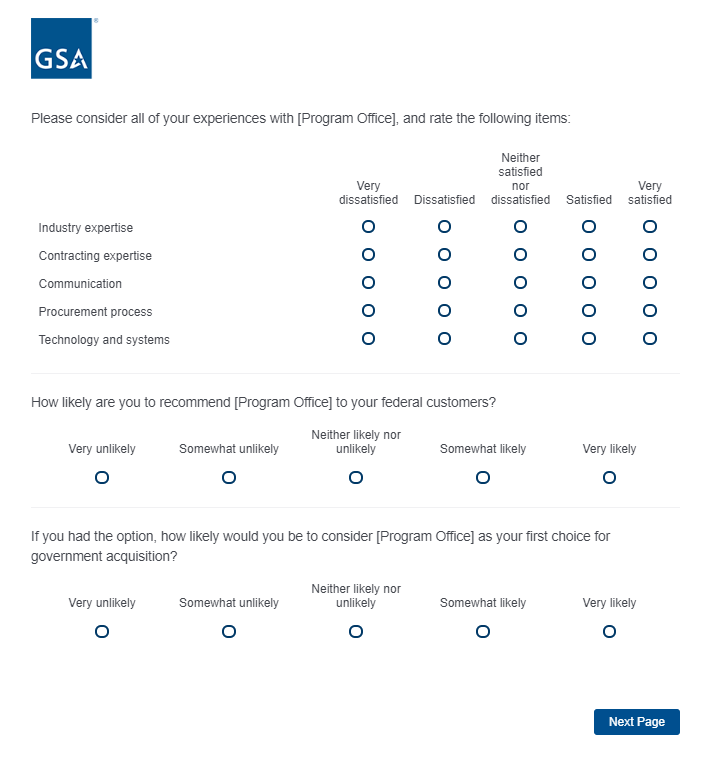 GSA
Please consider all of your experiences with [Program Office], and rate the following items:
Neither
satisfied
Very nor Very
dissatisfied Dissatisfied dissatisfied Satisfied satisfied
Industry expertise
Contracting expertise
Communication
Procurement process
Technology and systems
How likely are you to recommend [Program Office] to your federal customers?
Neither likely nor
Very unlikely Somewhat unlikely unlikely Somewhat likely Very likely
If you had the option, how likely would you be to consider [Program Office] as your first choice for
government acquisition?
Neither likely nor
Very unlikely Somewhat unlikely unlikely Somewhat likely Very likely
Next Page